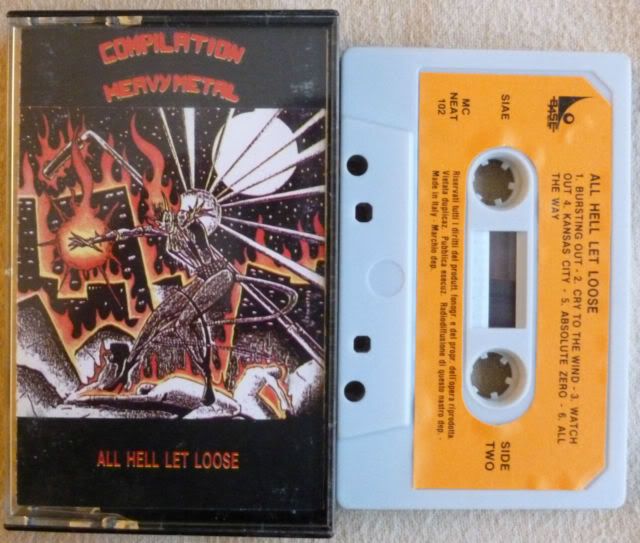 COMPILATION
HEAVY METAL
ALL HELL LET LOOSE
BASE
SIAE
MC
NEAT
102
ALL HELL LET LOOSE
1. BURSTING OUT - 2. CRY TO THE WIND - 3. WATCH
OUT 4. KANSAS CITY - 5. ABSOLUTE ZERO - 6. ALL
THE WAY
SIDE
TWO
Riservati tutti i diritti del produtt. fonogr. e del propr. dell'opera riprodotta.
Vietata duplicaz. Pubblica esecuz. Radiodiffusione di questo nastro dep. -
Made in Italy - Marchio dep.